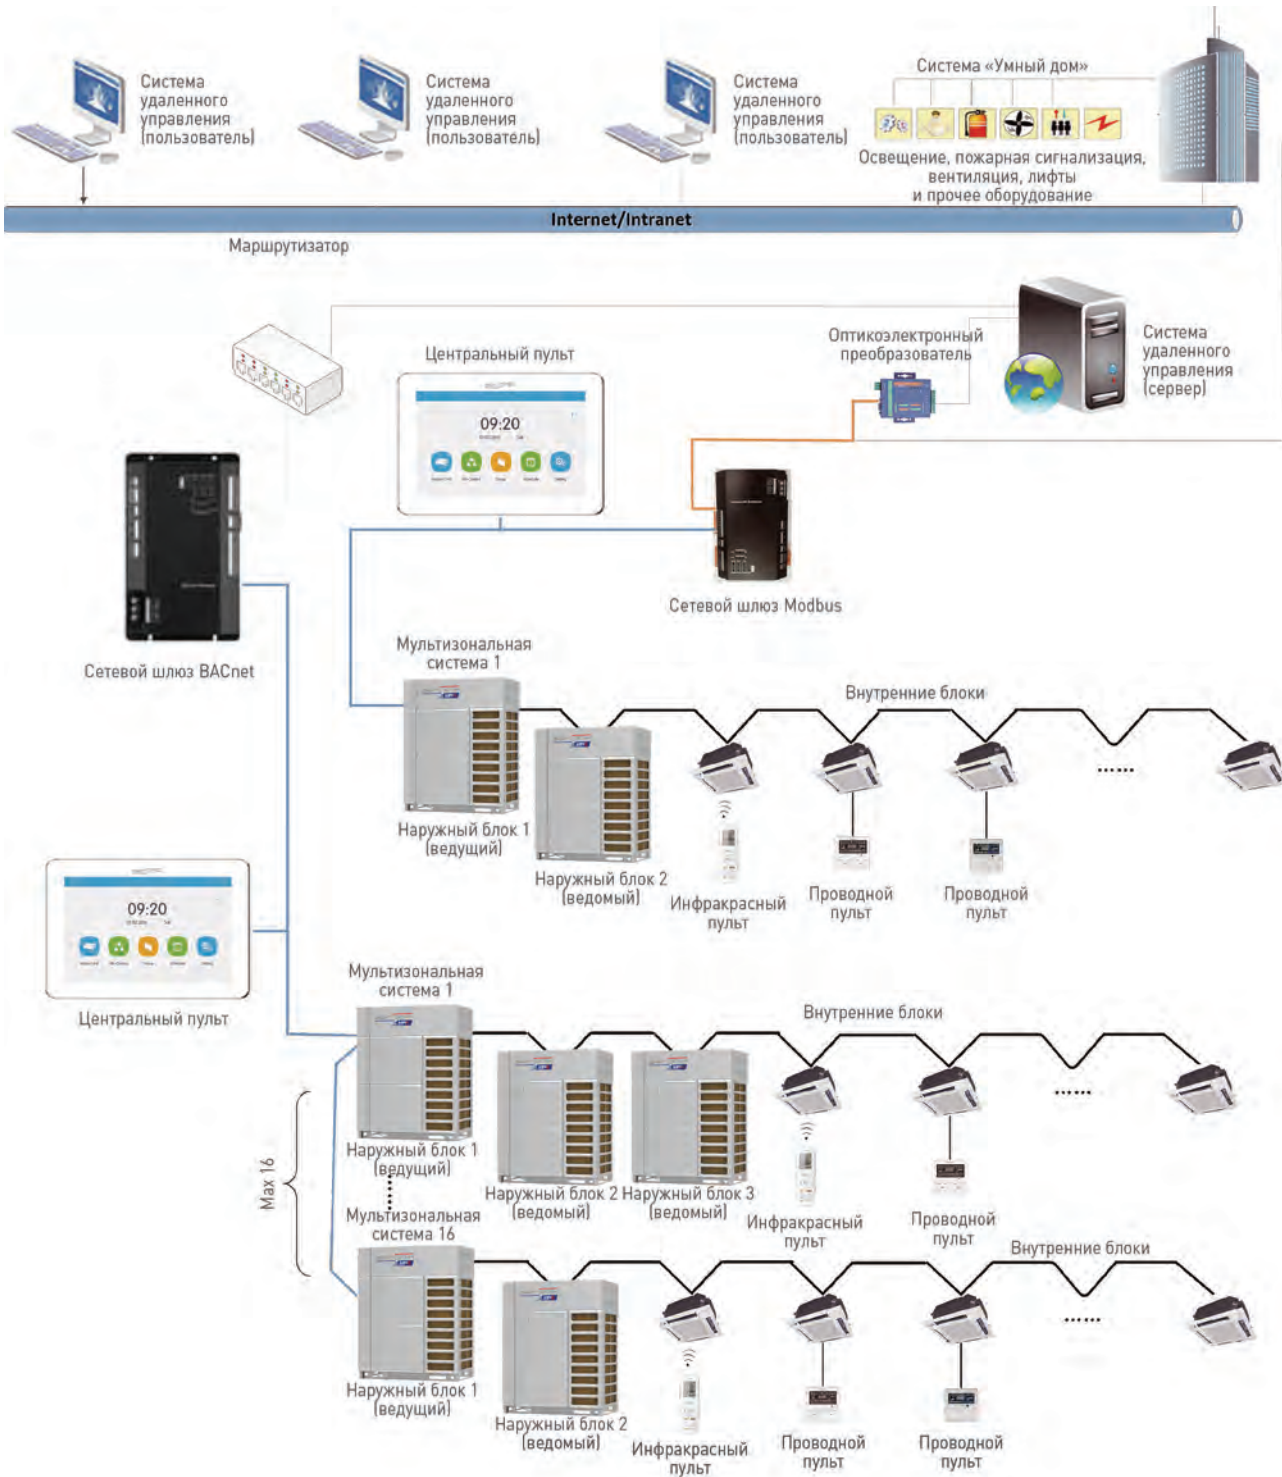 Система
удаленного
управления
(пользователь)
Система
удаленного
управления
(пользователь)
Система
удаленного
управления
(пользователь)
Система «Умный дом»
Освещение, пожарная сигнализация,
вентиляция, лифты
и прочее оборудование
Internet/Intranet
Маршрутизатор
Оптикоэлектронный
преобразователь
Система
удаленного
управления
(сервер)
Центральный пульт
09:20
Сетевой шлюз Modbus
Сетевой шлюз BACnet
Мультизональная
система 1
Внутренние блоки
......
Наружный блок 1
(ведущий)
Наружный блок 2
(ведомый)
Инфракрасный
пульт
Проводной
пульт
Проводной
пульт
09:20
Центральный пульт
Мультизональная
система 1
Внутренние блоки
......
Max 16
Наружный блок 1
(ведущий)
Наружный блок 2
(ведомый)
Наружный блок 3
(ведомый)
Инфракрасный
пульт
Проводной
пульт
Мультизональная
система 16
Внутренние блоки
......
Наружный блок 1
(ведущий)
Наружный блок 2
(ведомый)
Инфракрасный
пульт
Проводной
пульт
Проводной
пульт